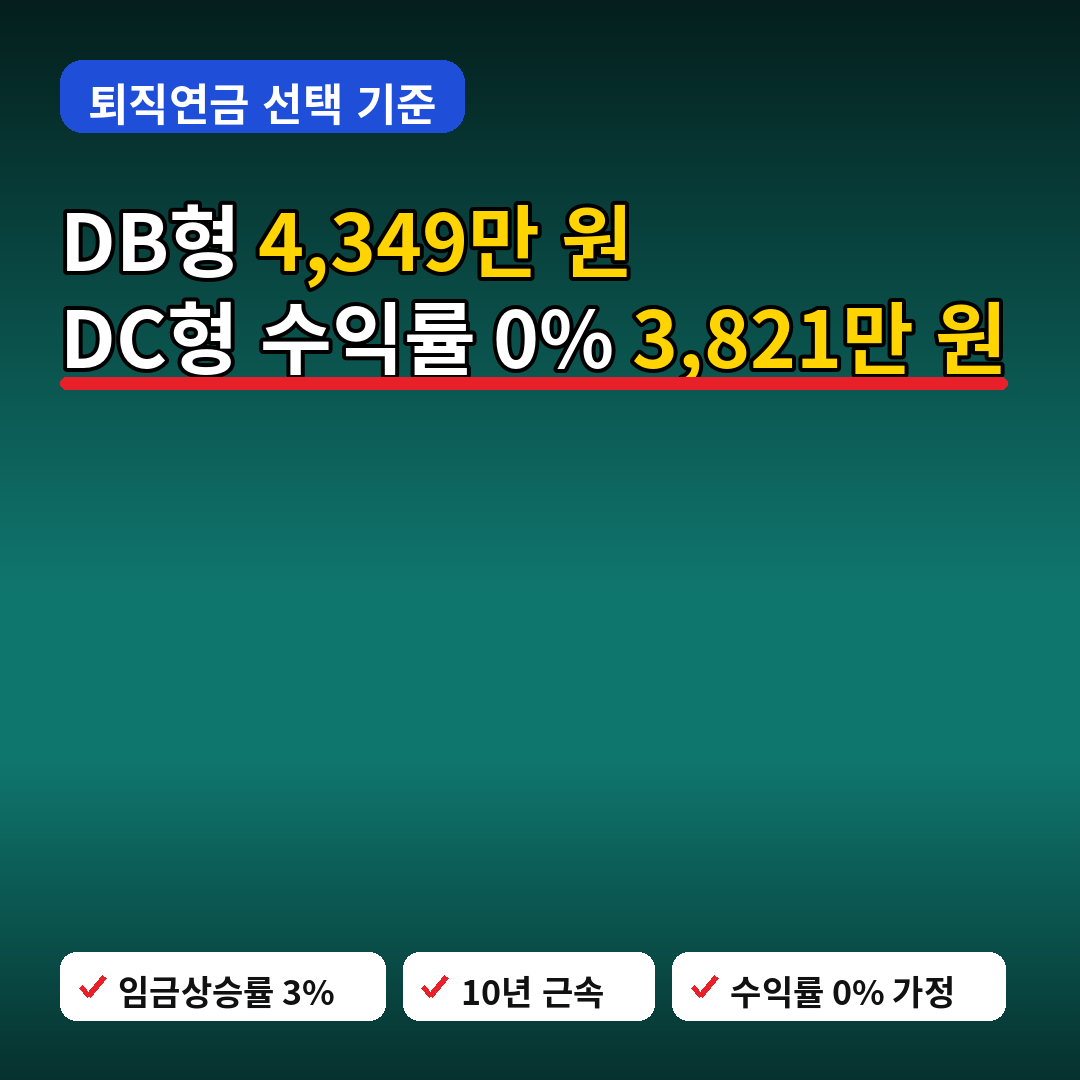 퇴직연금 선택 기준
DB형 4,349만 원
DC형 수익률 0% 3,821만 원
임금상승률 3%
10년 근속
수익률 0% 가정